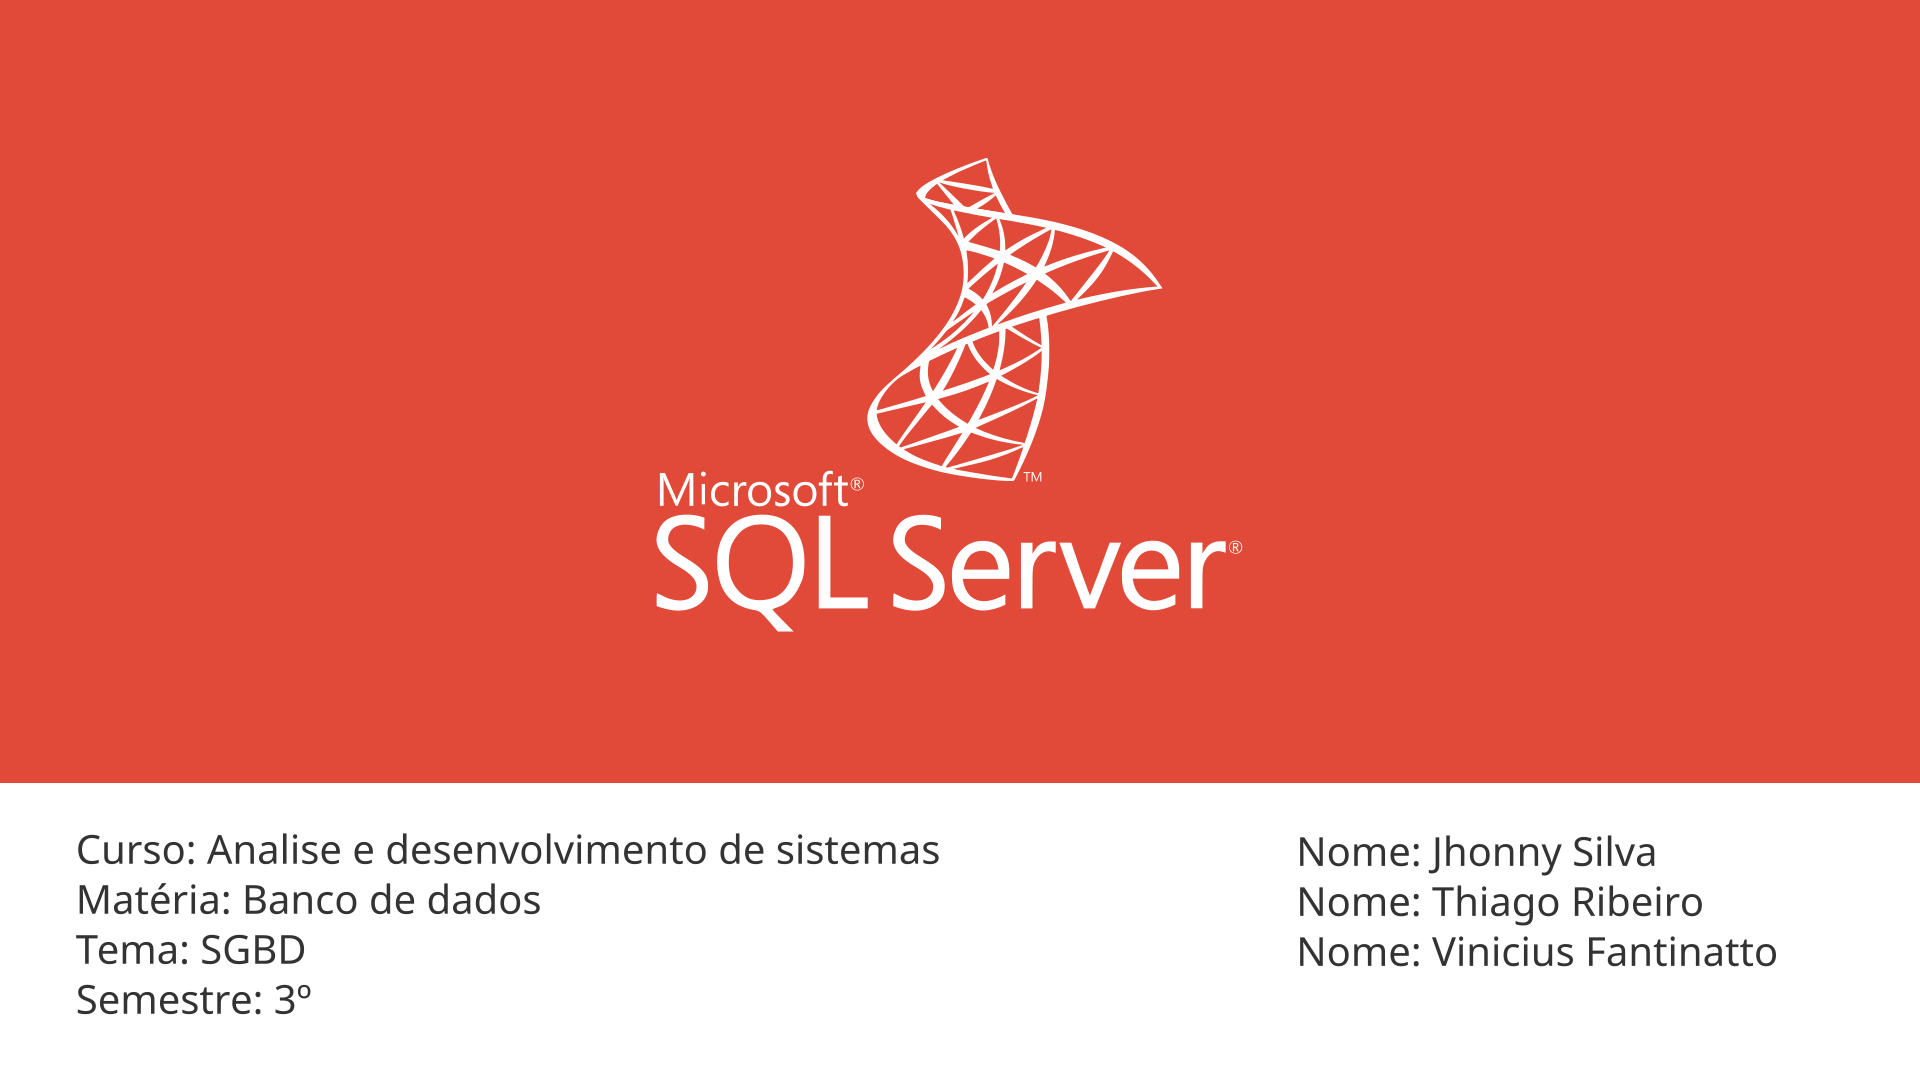 Microsoft®
™
SQL Server®
Curso: Analise e desenvolvimento de sistemas
Matéria: Banco de dados
Tema: SGBD
Semestre: 3º
Nome: Jhonny Silva
Nome: Thiago Ribeiro
Nome: Vinicius Fantinatto